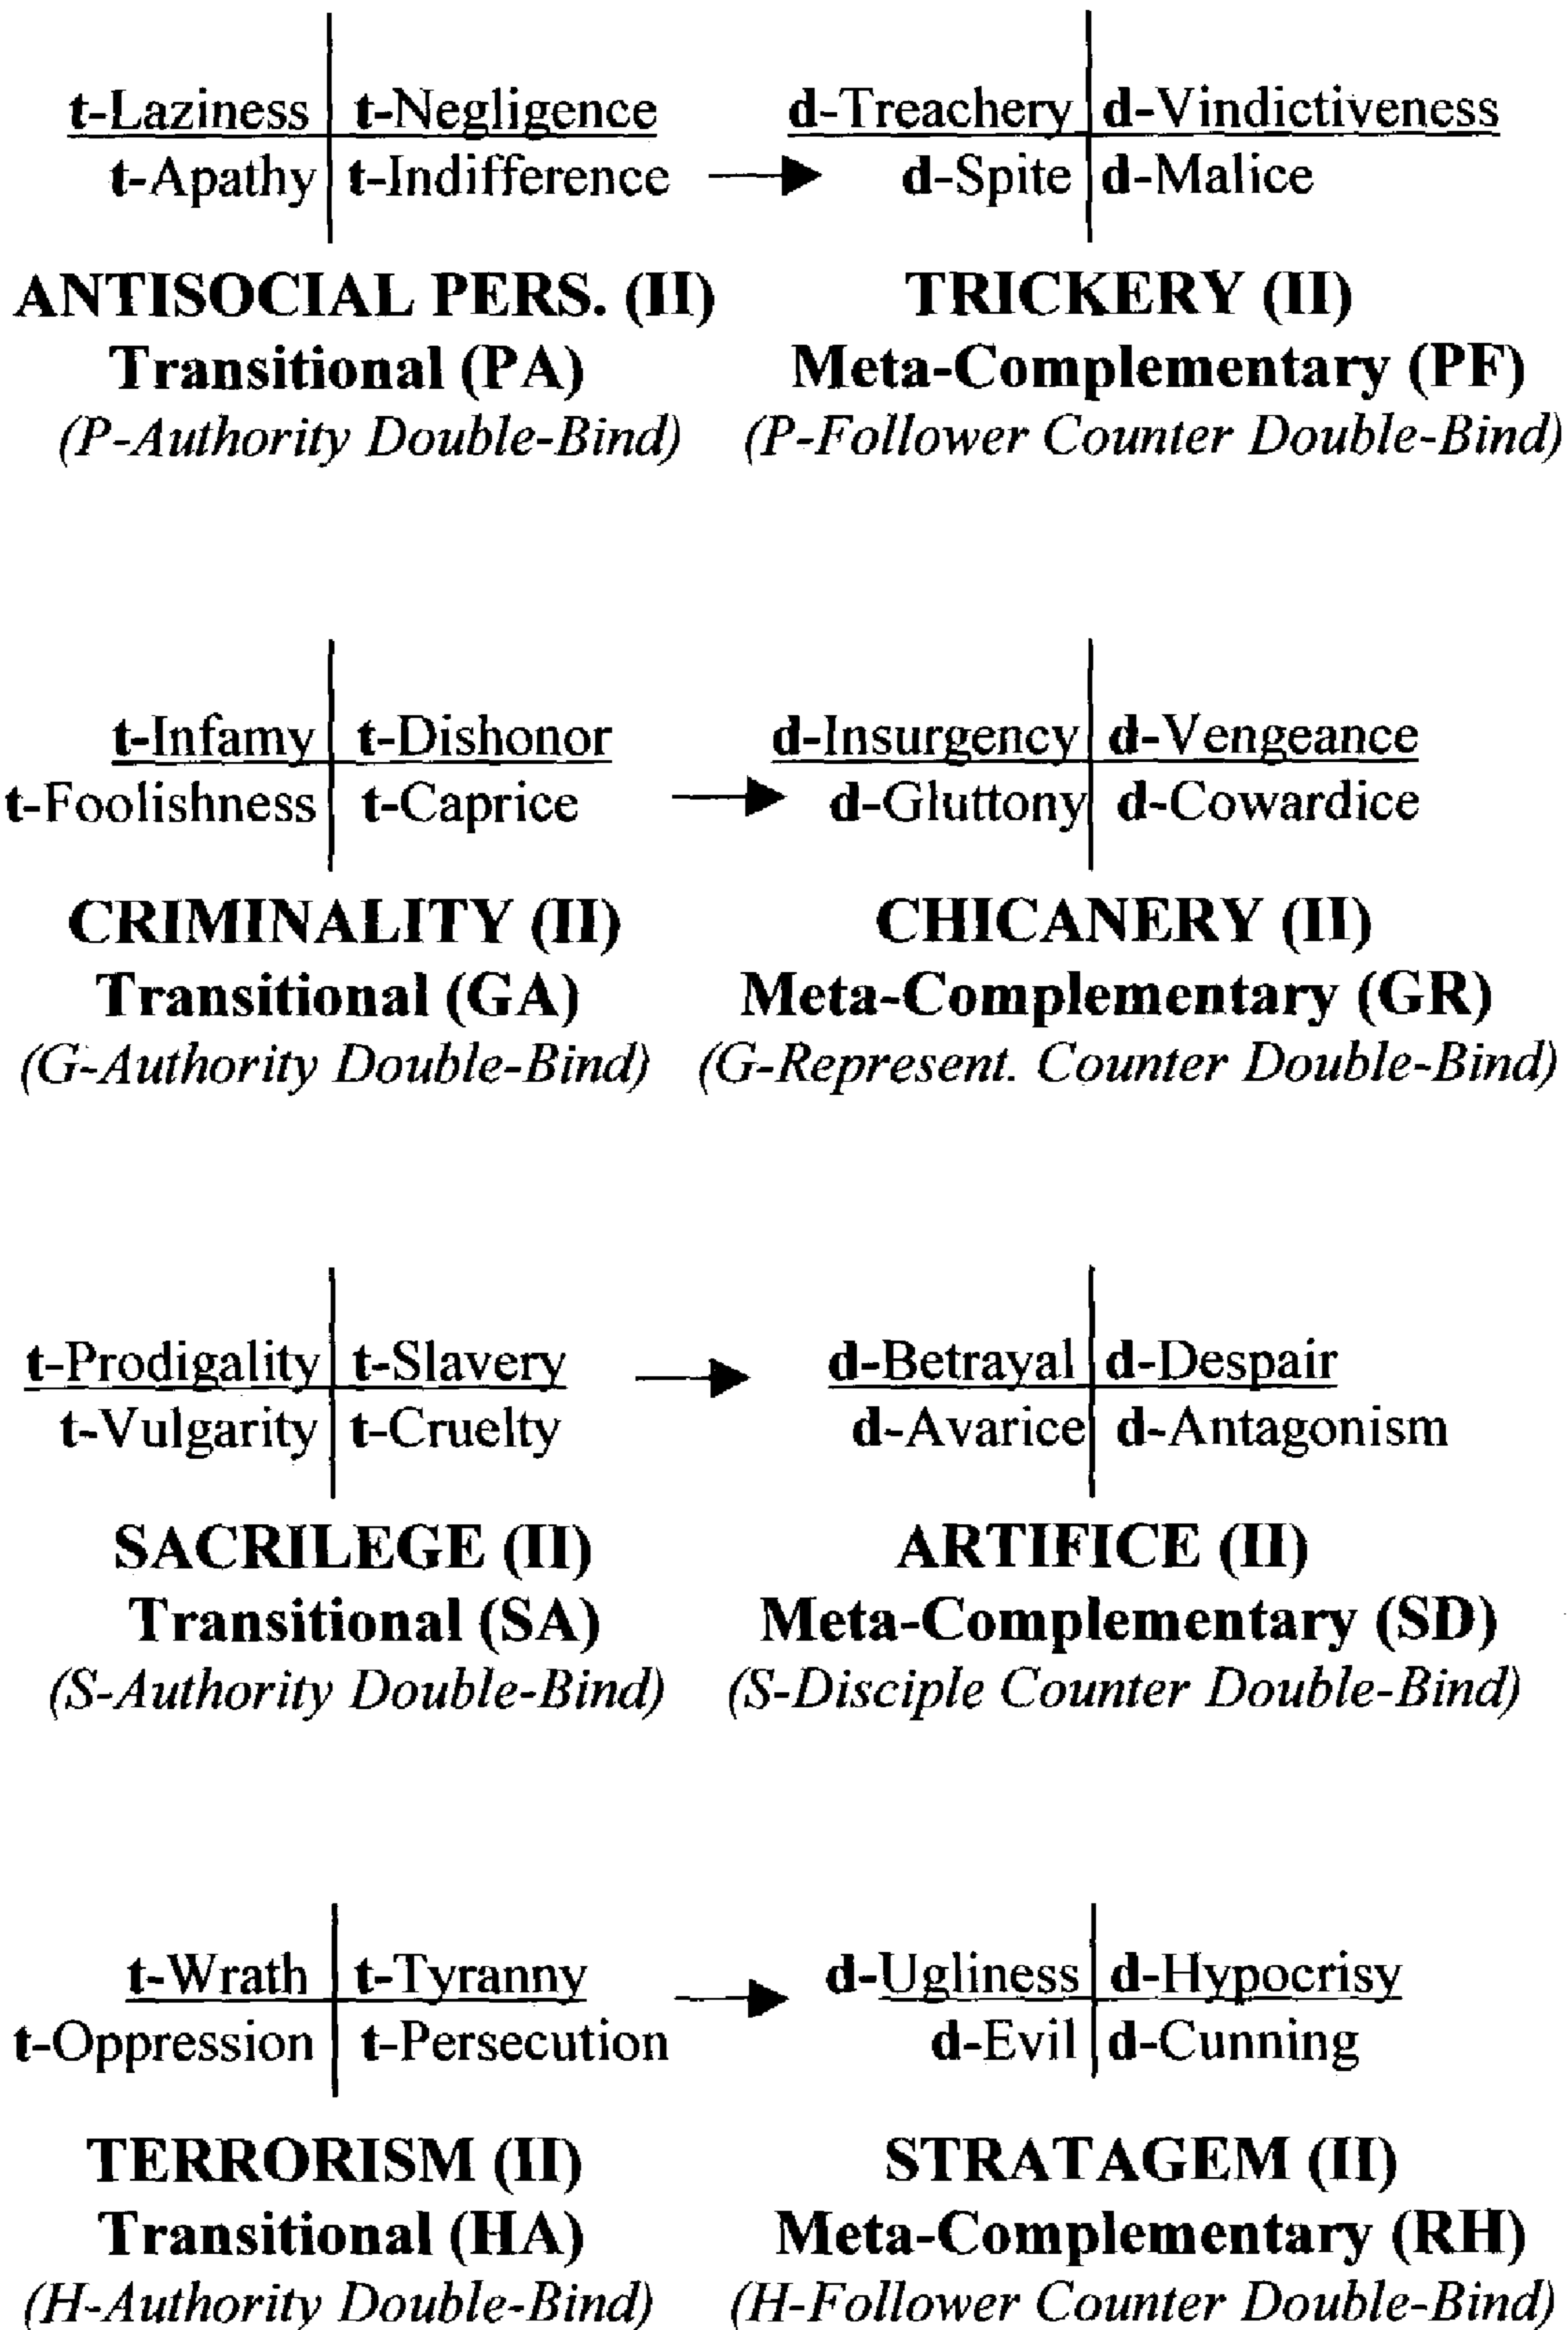 t-Laziness t-Negligence d-Treachery d-Vindictiveness
t-Apathy t-Indifference d-Spite d-Malice
ANTISOCIAL PERS. (II) TRICKERY (II)
Transitional (PA) Meta-Complementary (PF)
(P-Authority Double-Bind) (P-Follower Counter Double-Bind)
t-Infamy t-Dishonor d-Insurgency d-Vengeance
t-Foolishness t-Caprice d-Gluttony d-Cowardice
CRIMINALITY (II) CHICANERY (II)
Transitional (GA) Meta-Complementary (GR)
(G-Authority Double-Bind) (G-Represent. Counter Double-Bind)
t-Prodigality t-Slavery d-Betrayal d-Despair
t-Vulgarity t-Cruelty d-Avarice d-Antagonism
SACRILEGE (II) ARTIFICE (II)
Transitional (SA) Meta-Complementary (SD)
(S-Authority Double-Bind) (S-Disciple Counter Double-Bind)
t-Wrath t-Tyranny d-Ugliness d-Hypocrisy
t-Oppression t-Persecution d-Evil d-Cunning
TERRORISM (II) STRATAGEM (II)
Transitional (HA) Meta-Complementary (RH)
(H-Authority Double-Bind) (H-Follower Counter Double-Bind)